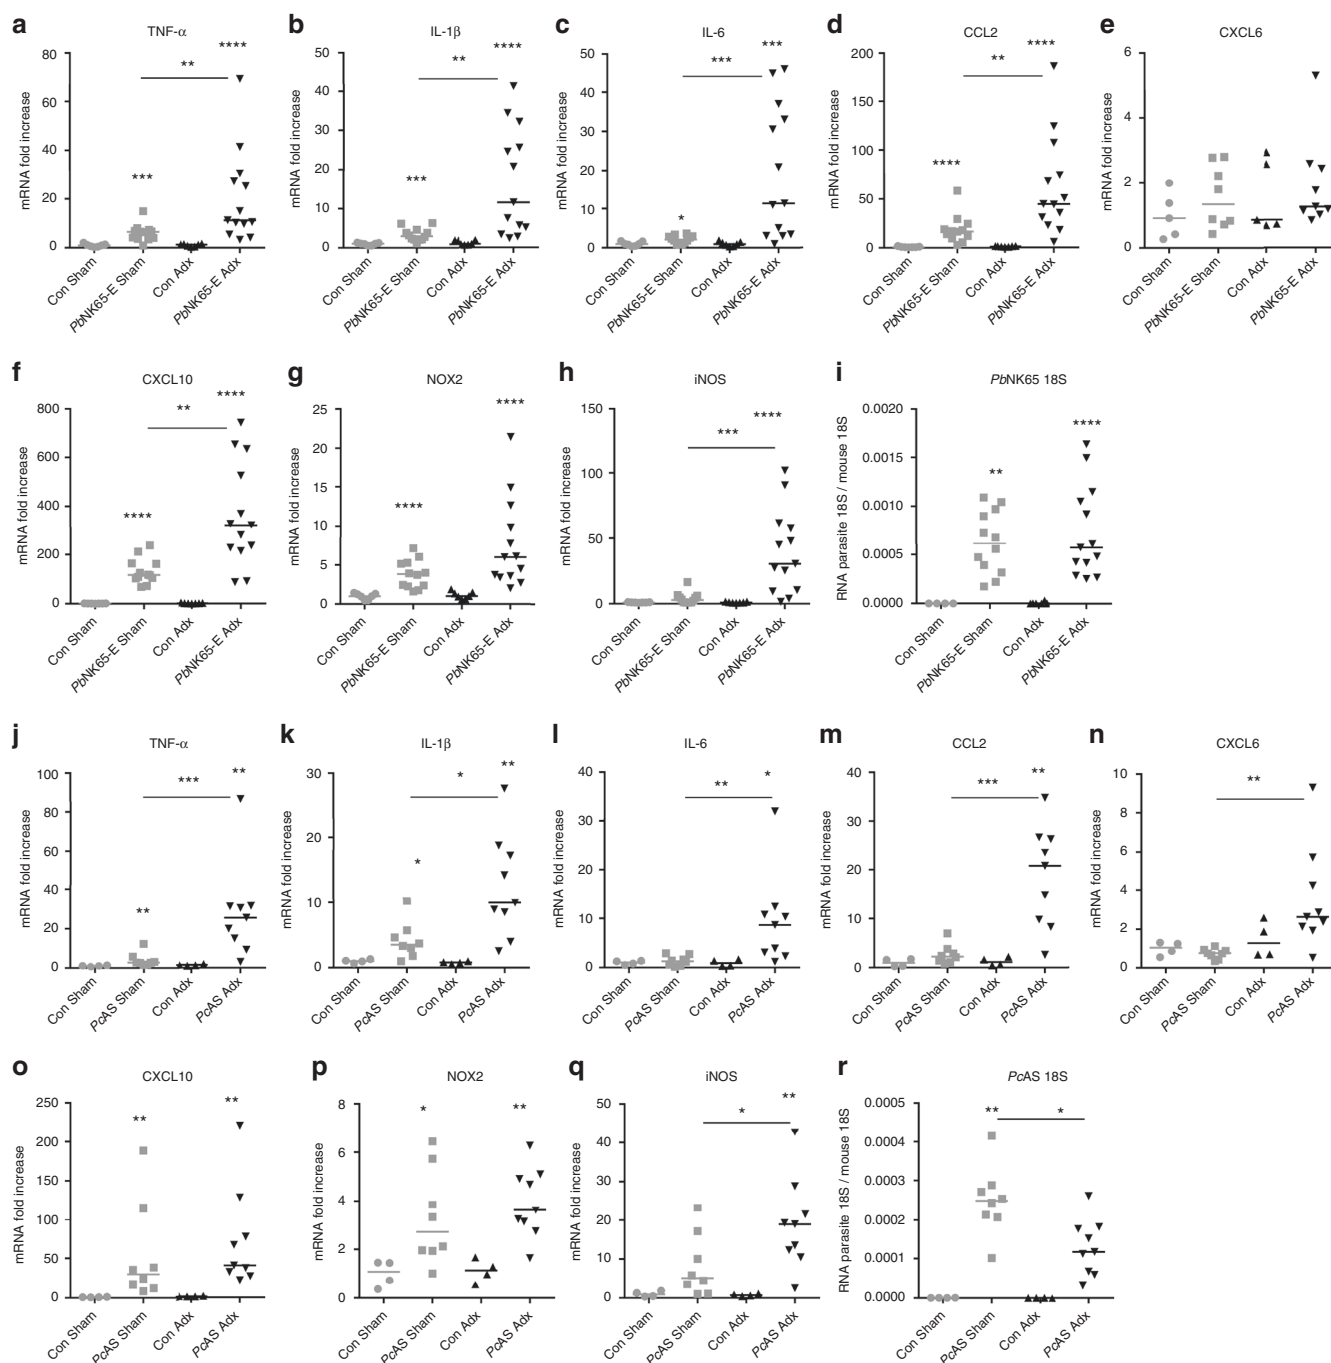 a TNF-α
mRNA fold increase
80
60
40
20
0
****
**
***
Con Sham
PbNK65-E Sham
Con Adx
PbNK65-E Adx
b IL-1β
mRNA fold increase
50
40
30
20
10
0
****
**
***
Con Sham
PbNK65-E Sham
Con Adx
PbNK65-E Adx
c IL-6
mRNA fold increase
50
40
30
20
10
0
***
***
*
Con Sham
PbNK65-E Sham
Con Adx
PbNK65-E Adx
d CCL2
mRNA fold increase
200
150
100
50
0
****
**
****
Con Sham
PbNK65-E Sham
Con Adx
PbNK65-E Adx
e CXCL6
mRNA fold increase
6
4
2
0
Con Sham
PbNK65-E Sham
Con Adx
PbNK65-E Adx
f CXCL10
mRNA fold increase
800
600
400
200
0
****
**
****
Con Sham
PbNK65-E Sham
Con Adx
PbNK65-E Adx
g NOX2
mRNA fold increase
25
20
15
10
5
0
****
****
Con Sham
PbNK65-E Sham
Con Adx
PbNK65-E Adx
h iNOS
mRNA fold increase
150
100
50
0
****
***
Con Sham
PbNK65-E Sham
Con Adx
PbNK65-E Adx
i PbNK65 18S
RNA parasite 18S / mouse 18S
0.0020
0.0015
0.0010
0.0005
0.0000
****
**
Con Sham
PbNK65-E Sham
Con Adx
PbNK65-E Adx
j TNF-α
mRNA fold increase
100
80
60
40
20
0
**
***
**
Con Sham
PcAS Sham
Con Adx
PcAS Adx
k IL-1β
mRNA fold increase
30
20
10
0
**
*
*
Con Sham
PcAS Sham
Con Adx
PcAS Adx
l IL-6
mRNA fold increase
40
30
20
10
0
*
**
Con Sham
PcAS Sham
Con Adx
PcAS Adx
m CCL2
mRNA fold increase
40
30
20
10
0
**
***
Con Sham
PcAS Sham
Con Adx
PcAS Adx
n CXCL6
mRNA fold increase
10
8
6
4
2
0
**
Con Sham
PcAS Sham
Con Adx
PcAS Adx
o CXCL10
mRNA fold increase
250
200
150
100
50
0
**
**
Con Sham
PcAS Sham
Con Adx
PcAS Adx
p NOX2
mRNA fold increase
8
6
4
2
0
*
**
Con Sham
PcAS Sham
Con Adx
PcAS Adx
q iNOS
mRNA fold increase
50
40
30
20
10
0
**
*
Con Sham
PcAS Sham
Con Adx
PcAS Adx
r PcAS 18S
RNA parasite 18S / mouse 18S
0.0005
0.0004
0.0003
0.0002
0.0001
0.0000
**
*
Con Sham
PcAS Sham
Con Adx
PcAS Adx